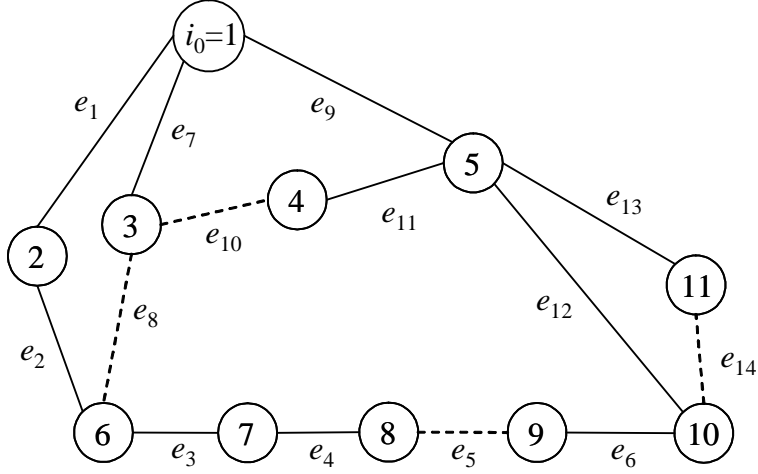 i₀=1
e₁
e₇
e₉
5
4
e₁₃
3
e₁₀
e₁₁
2
11
e₈
e₁₂
e₂
e₁₄
6
7
8
9
10
e₃
e₄
e₅
e₆